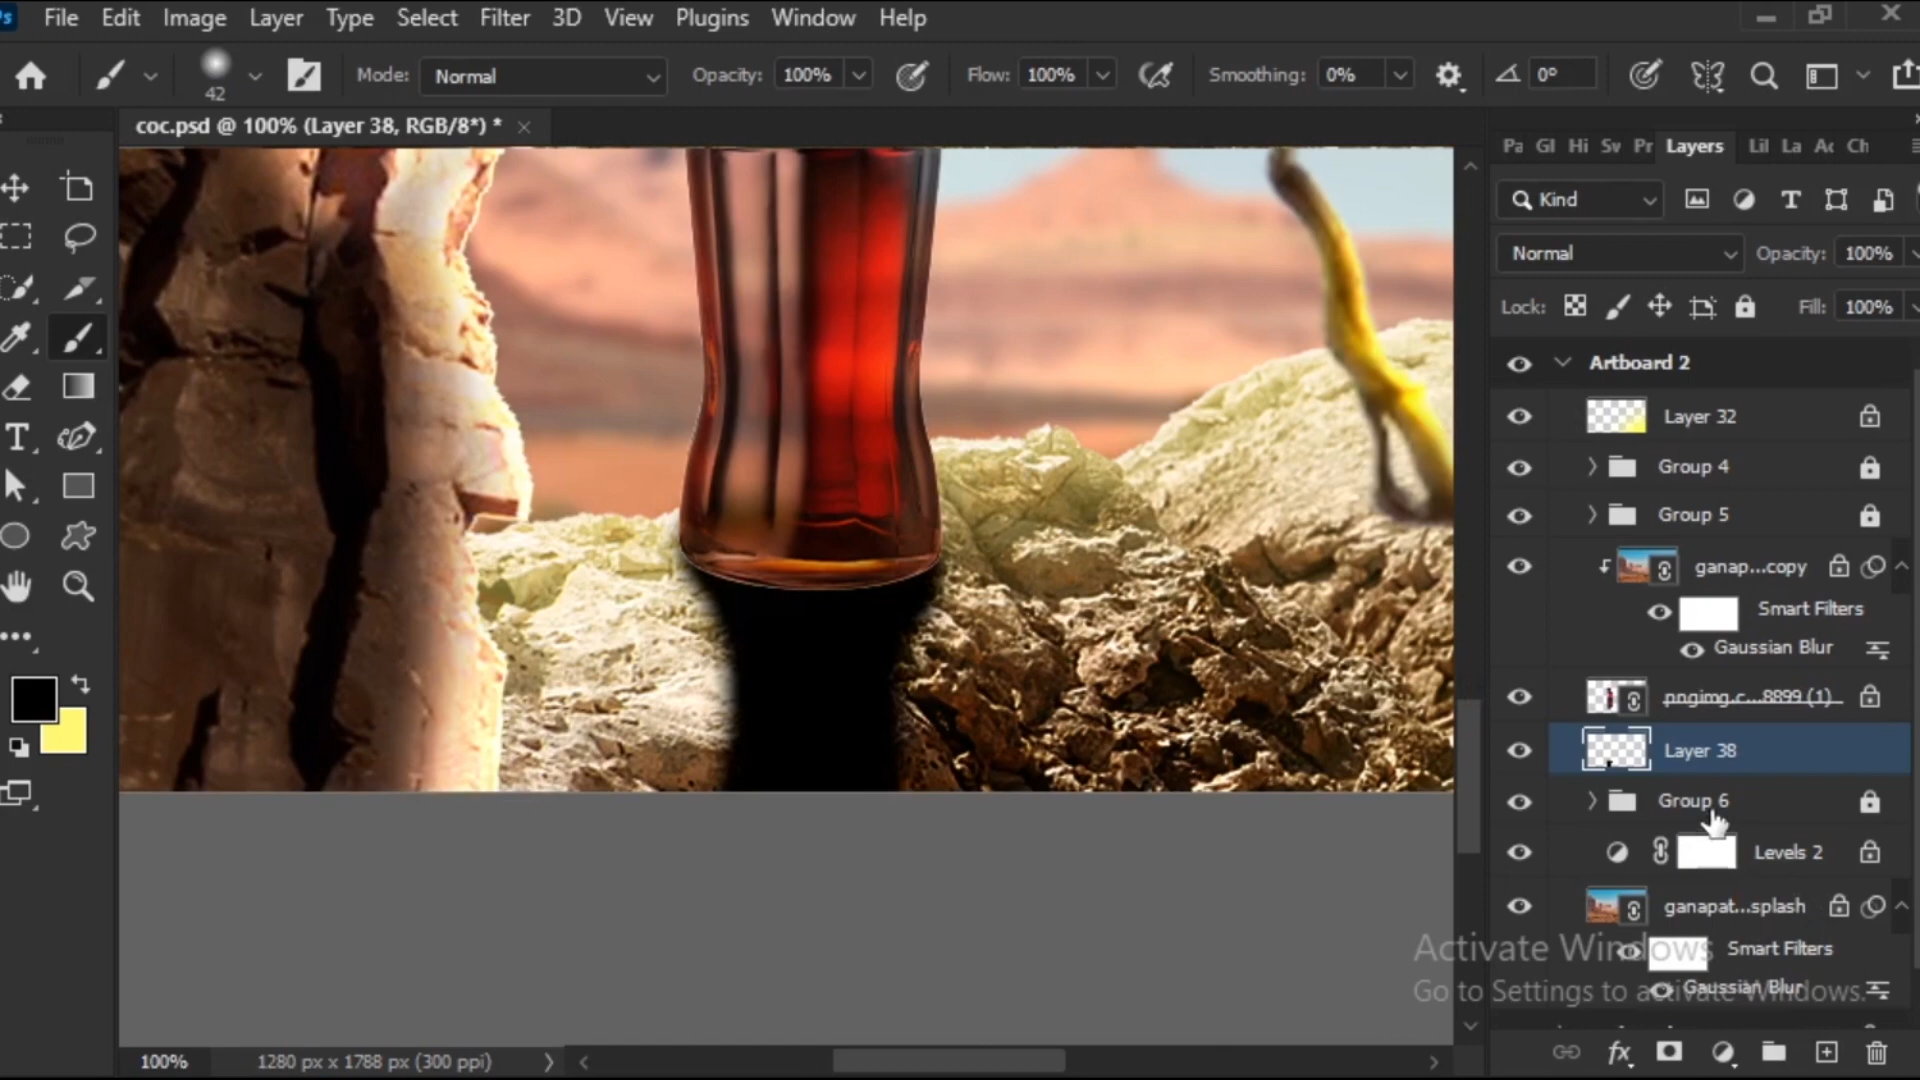 Ps File Edit Image Layer Type Select Filter 3D View Plugins Window Help
42 Mode: Normal Opacity: 100% Flow: 100% Smoothing: 0% 0°
coc.psd @ 100% (Layer 38, RGB/8*) *
Pa Gl Hi Sv Pr Layers Lil La Ac Ch
Kind
Normal Opacity: 100%
Lock: Fill: 100%
Artboard 2
Layer 32
Group 4
Group 5
ganap...copy
Smart Filters
Gaussian Blur
pngimg.c...8899 (1)
Layer 38
Group 6
Levels 2
ganapat...splash
Smart Filters
Gaussian Blur
Activate Windows
Go to Settings to activate Windows.
100% 1280 px x 1788 px (300 ppi)
fx